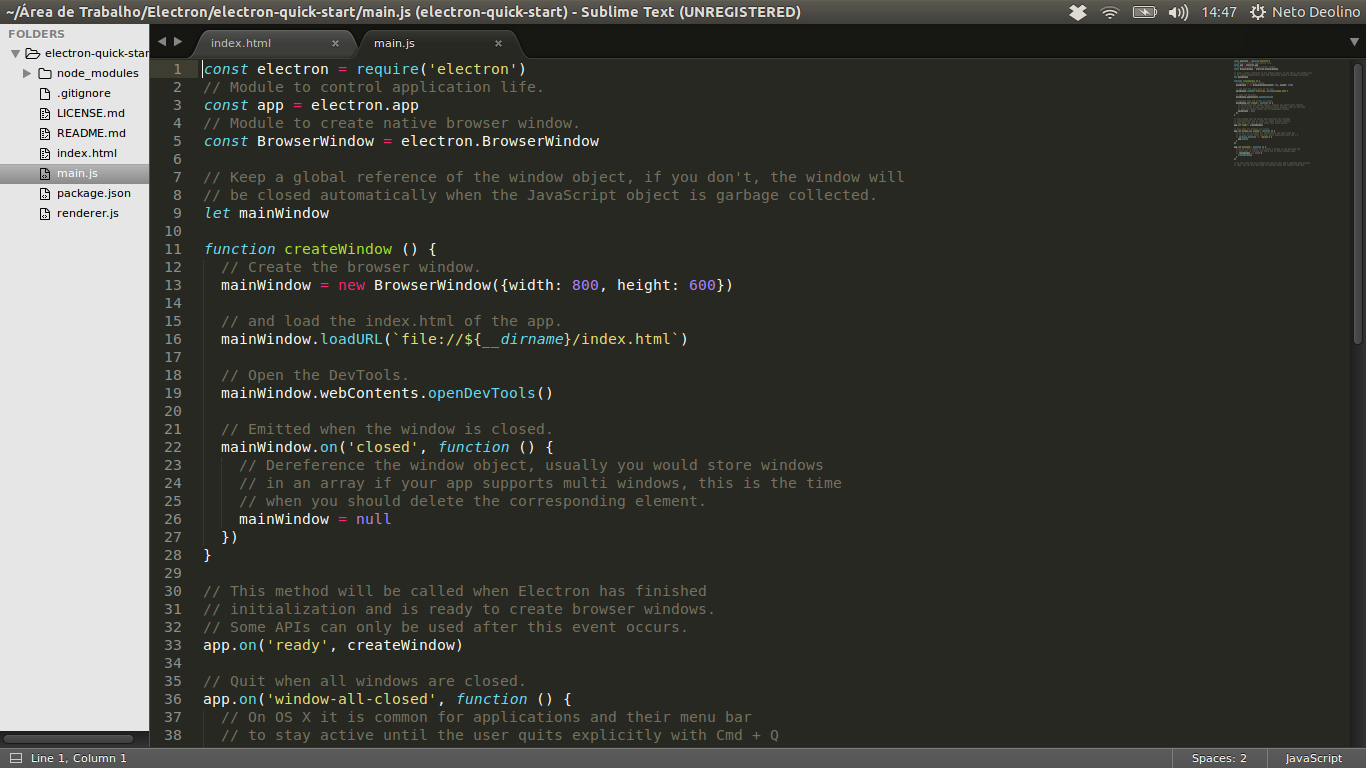 ~/Área de Trabalho/Electron/electron-quick-start/main.js (electron-quick-start) - Sublime Text (UNREGISTERED)
14:47
Neto Deolino
FOLDERS
electron-quick-star
node_modules
.gitignore
LICENSE.md
README.md
index.html
main.js
package.json
renderer.js
index.html ×
main.js ×
1 const electron = require('electron')
2 // Module to control application life.
3 const app = electron.app
4 // Module to create native browser window.
5 const BrowserWindow = electron.BrowserWindow
6
7 // Keep a global reference of the window object, if you don't, the window will
8 // be closed automatically when the JavaScript object is garbage collected.
9 let mainWindow
10
11 function createWindow () {
12   // Create the browser window.
13   mainWindow = new BrowserWindow({width: 800, height: 600})
14
15   // and load the index.html of the app.
16   mainWindow.loadURL(`file://${__dirname}/index.html`)
17
18   // Open the DevTools.
19   mainWindow.webContents.openDevTools()
20
21   // Emitted when the window is closed.
22   mainWindow.on('closed', function () {
23     // Dereference the window object, usually you would store windows
24     // in an array if your app supports multi windows, this is the time
25     // when you should delete the corresponding element.
26     mainWindow = null
27   })
28 }
29
30 // This method will be called when Electron has finished
31 // initialization and is ready to create browser windows.
32 // Some APIs can only be used after this event occurs.
33 app.on('ready', createWindow)
34
35 // Quit when all windows are closed.
36 app.on('window-all-closed', function () {
37   // On OS X it is common for applications and their menu bar
38   // to stay active until the user quits explicitly with Cmd + Q
Line 1, Column 1
Spaces: 2
JavaScript